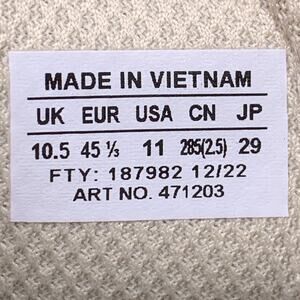 MADE IN VIETNAM
UK EUR USA CN JP
10.5 45 ⅓ 11 285(2.5) 29
FTY: 187982 12/22
ART NO. 471203